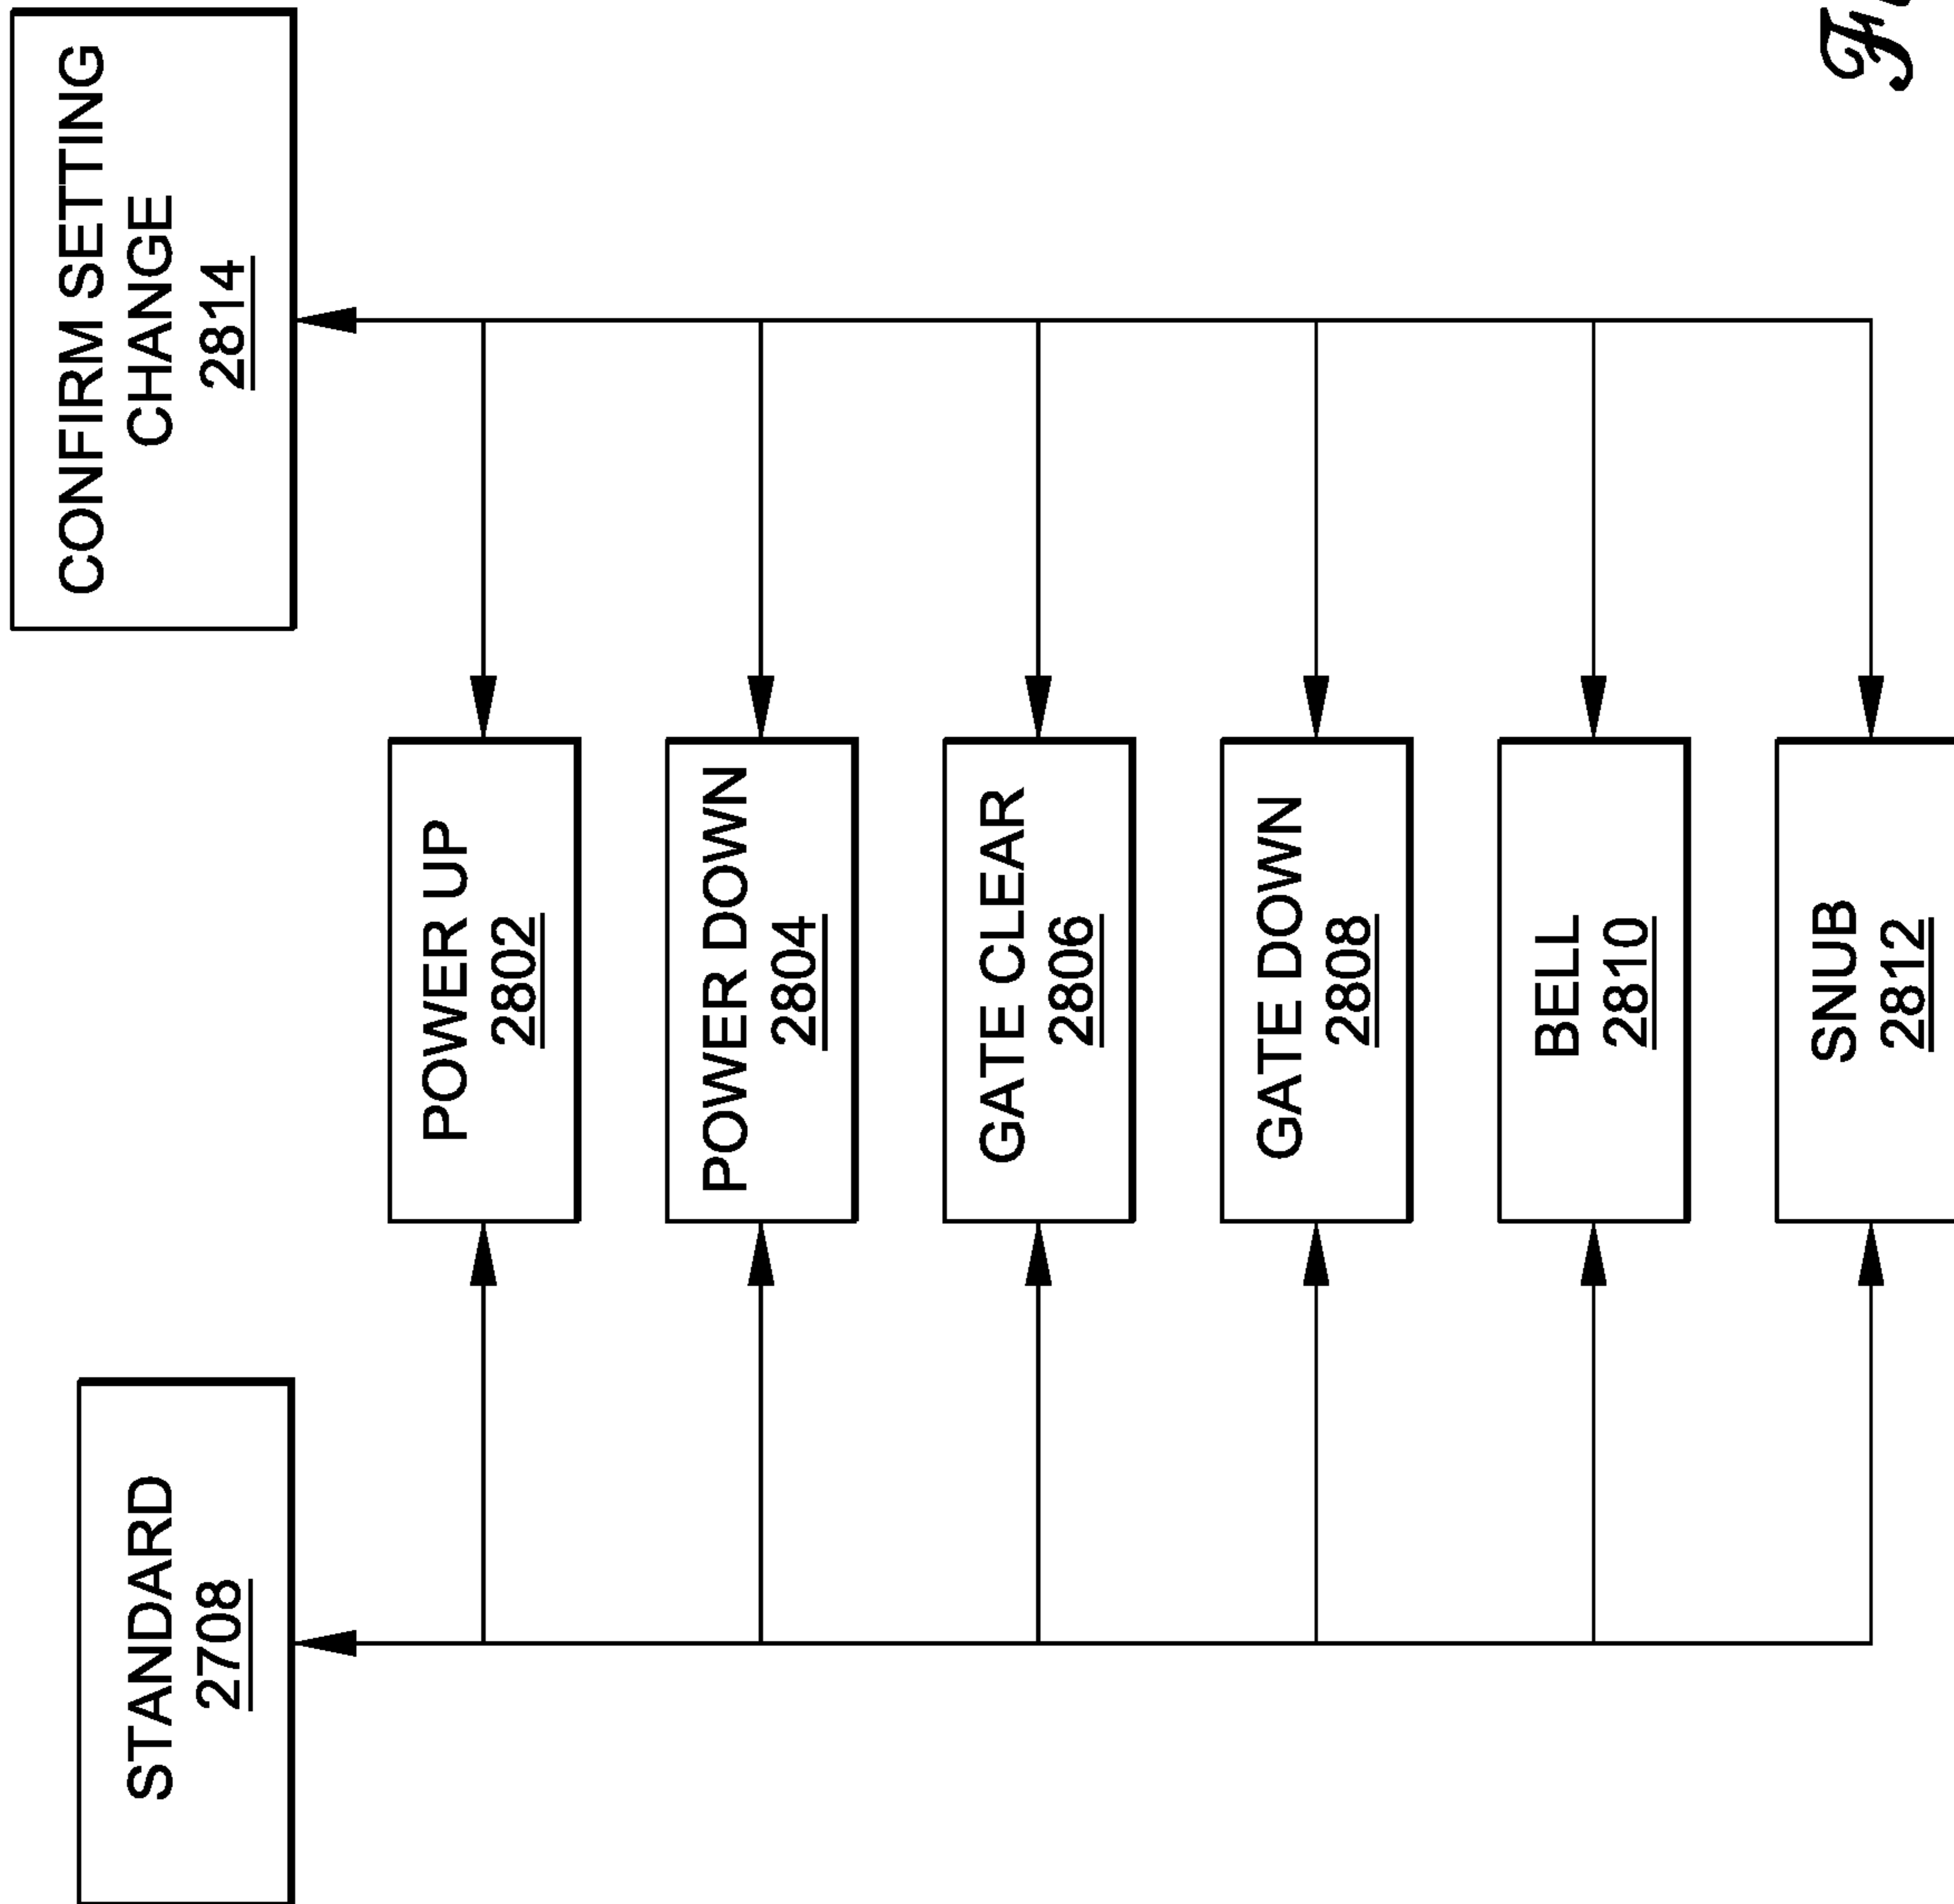 STANDARD
2708
CONFIRM SETTING
CHANGE
2814
POWER UP
2802
POWER DOWN
2804
GATE CLEAR
2806
GATE DOWN
2808
BELL
2810
SNUB
2812